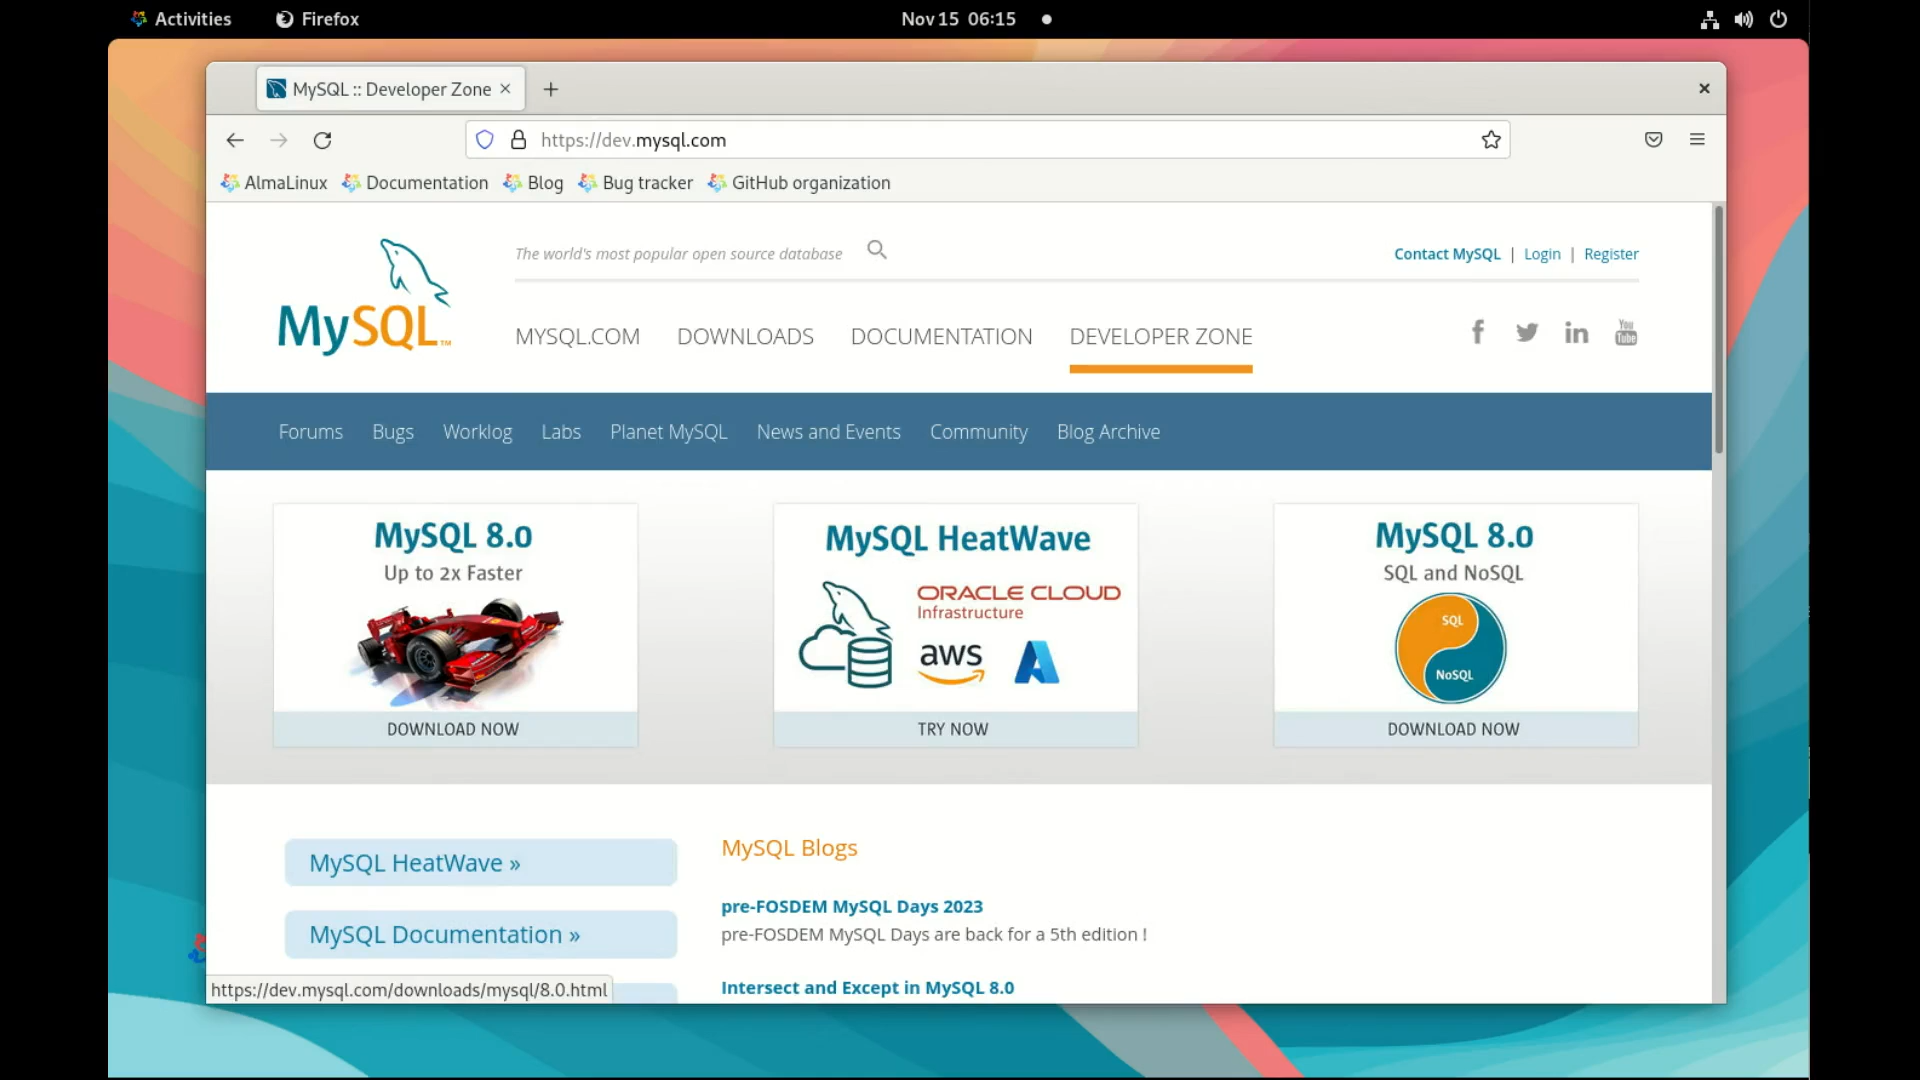 Activities Firefox Nov 15 06:15
MySQL :: Developer Zone
https://dev.mysql.com
AlmaLinux Documentation Blog Bug tracker GitHub organization
The world's most popular open source database
Contact MySQL | Login | Register
MySQL™
MYSQL.COM DOWNLOADS DOCUMENTATION DEVELOPER ZONE
f in You Tube
Forums Bugs Worklog Labs Planet MySQL News and Events Community Blog Archive
MySQL 8.0
Up to 2x Faster
DOWNLOAD NOW
MySQL HeatWave
ORACLE CLOUD
Infrastructure
aws
TRY NOW
MySQL 8.0
SQL and NoSQL
SQL
NoSQL
DOWNLOAD NOW
MySQL HeatWave »
MySQL Documentation »
MySQL Blogs
pre-FOSDEM MySQL Days 2023
pre-FOSDEM MySQL Days are back for a 5th edition !
Intersect and Except in MySQL 8.0
https://dev.mysql.com/downloads/mysql/8.0.html